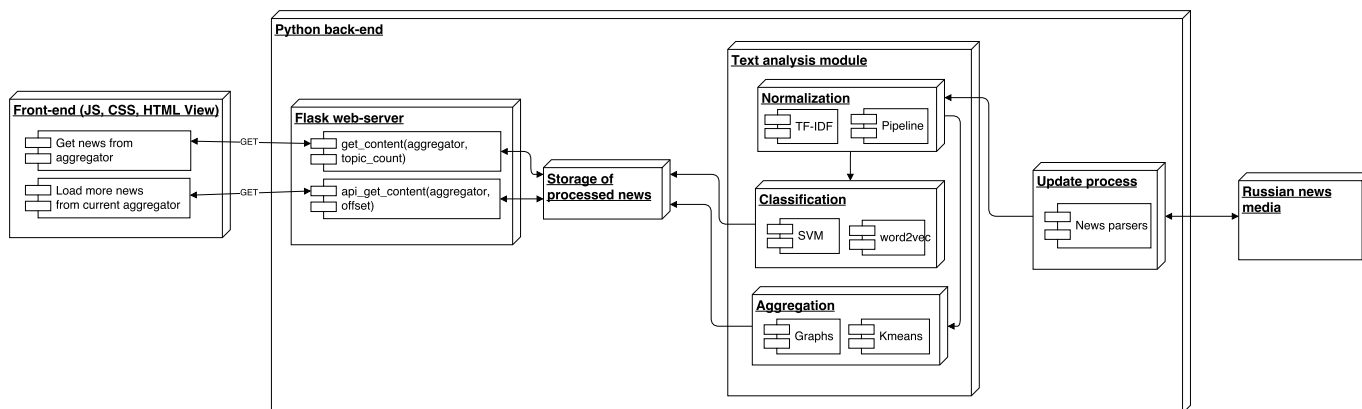 Python back-end
Front-end (JS, CSS, HTML View)
Get news from
aggregator
Load more news
from current aggregator
GET
GET
Flask web-server
get_content(aggregator,
topic_count)
api_get_content(aggregator,
offset)
Storage of
processed news
Text analysis module
Normalization
TF-IDF
Pipeline
Classification
SVM
word2vec
Aggregation
Graphs
Kmeans
Update process
News parsers
Russian news
media